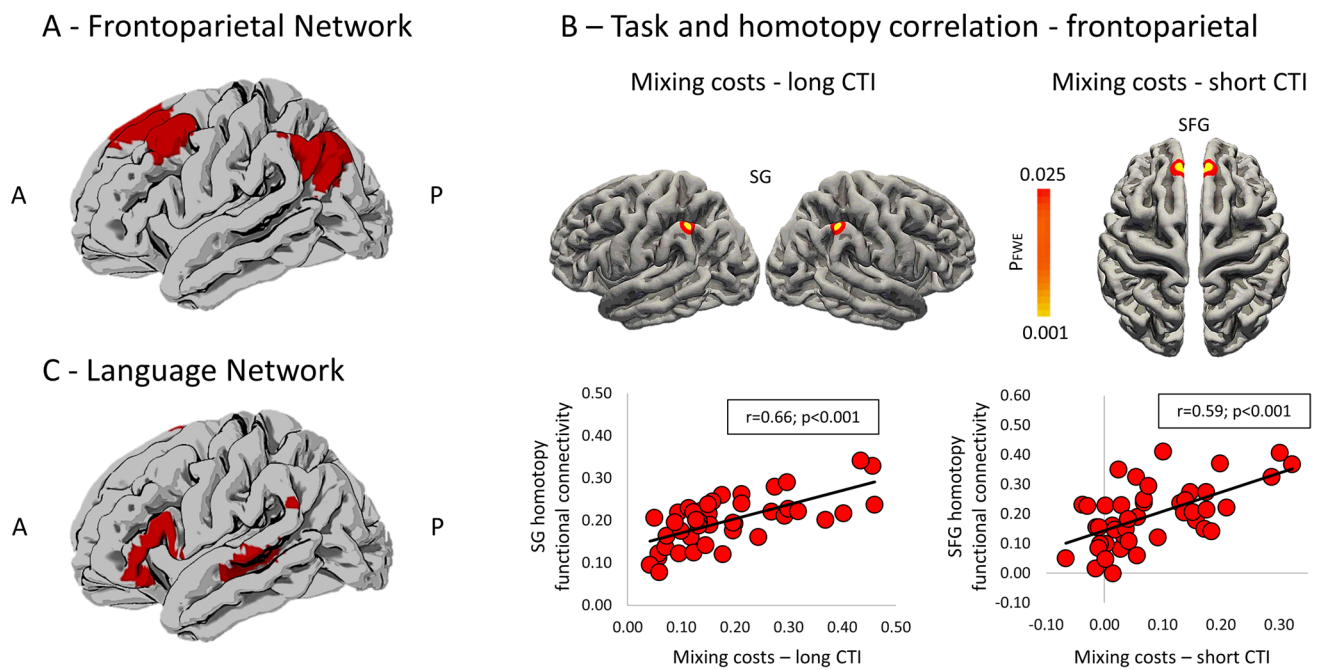 A - Frontoparietal Network
A
P
C - Language Network
A
P
B – Task and homotopy correlation - frontoparietal
Mixing costs - long CTI
SG
Mixing costs - short CTI
SFG
0.025
PFWE
0.001
r=0.66; p<0.001
0.50
0.40
0.30
0.20
0.10
0.00
SG homotopy
functional connectivity
0.00 0.10 0.20 0.30 0.40 0.50
Mixing costs – long CTI
r=0.59; p<0.001
0.60
0.50
0.40
0.30
0.20
0.10
0.00
-0.10
SFG homotopy
functional connectivity
-0.10 0.00 0.10 0.20 0.30
Mixing costs – short CTI